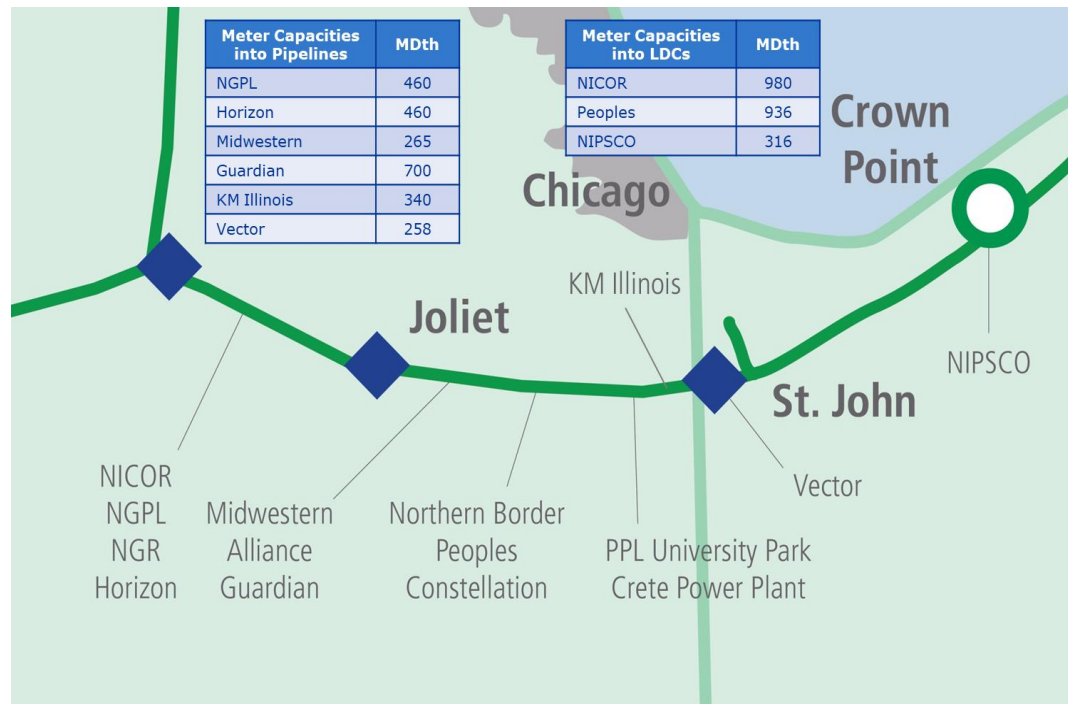 Meter Capacities
into Pipelines
MDth
NGPL 460
Horizon 460
Midwestern 265
Guardian 700
KM Illinois 340
Vector 258
Meter Capacities
into LDCs
MDth
NICOR 980
Peoples 936
NIPSCO 316
Crown
Point
Chicago
KM Illinois
Joliet
NIPSCO
St. John
Vector
NICOR
NGPL
NGR
Horizon
Midwestern
Alliance
Guardian
Northern Border
Peoples
Constellation
PPL University Park
Crete Power Plant